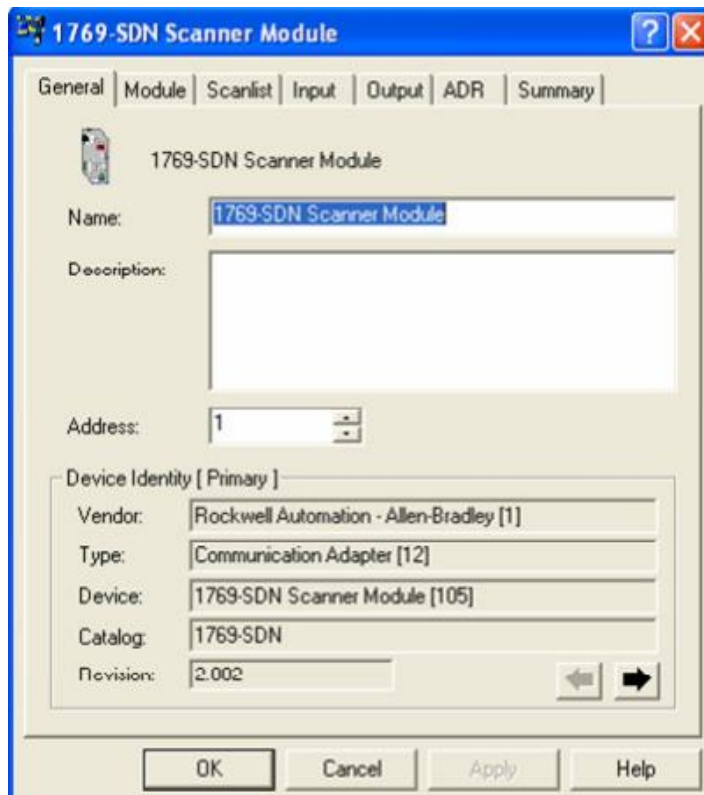 1769-SDN Scanner Module
General Module Scanlist Input Output ADR Summary
1769-SDN Scanner Module
Name: 1769-SDN Scanner Module
Description:
Address: 1
Device Identity [ Primary ]
Vendor: Rockwell Automation - Allen-Bradley [1]
Type: Communication Adapter [12]
Device: 1769-SDN Scanner Module [105]
Catalog: 1769-SDN
Revision: 2.002
OK Cancel Apply Help